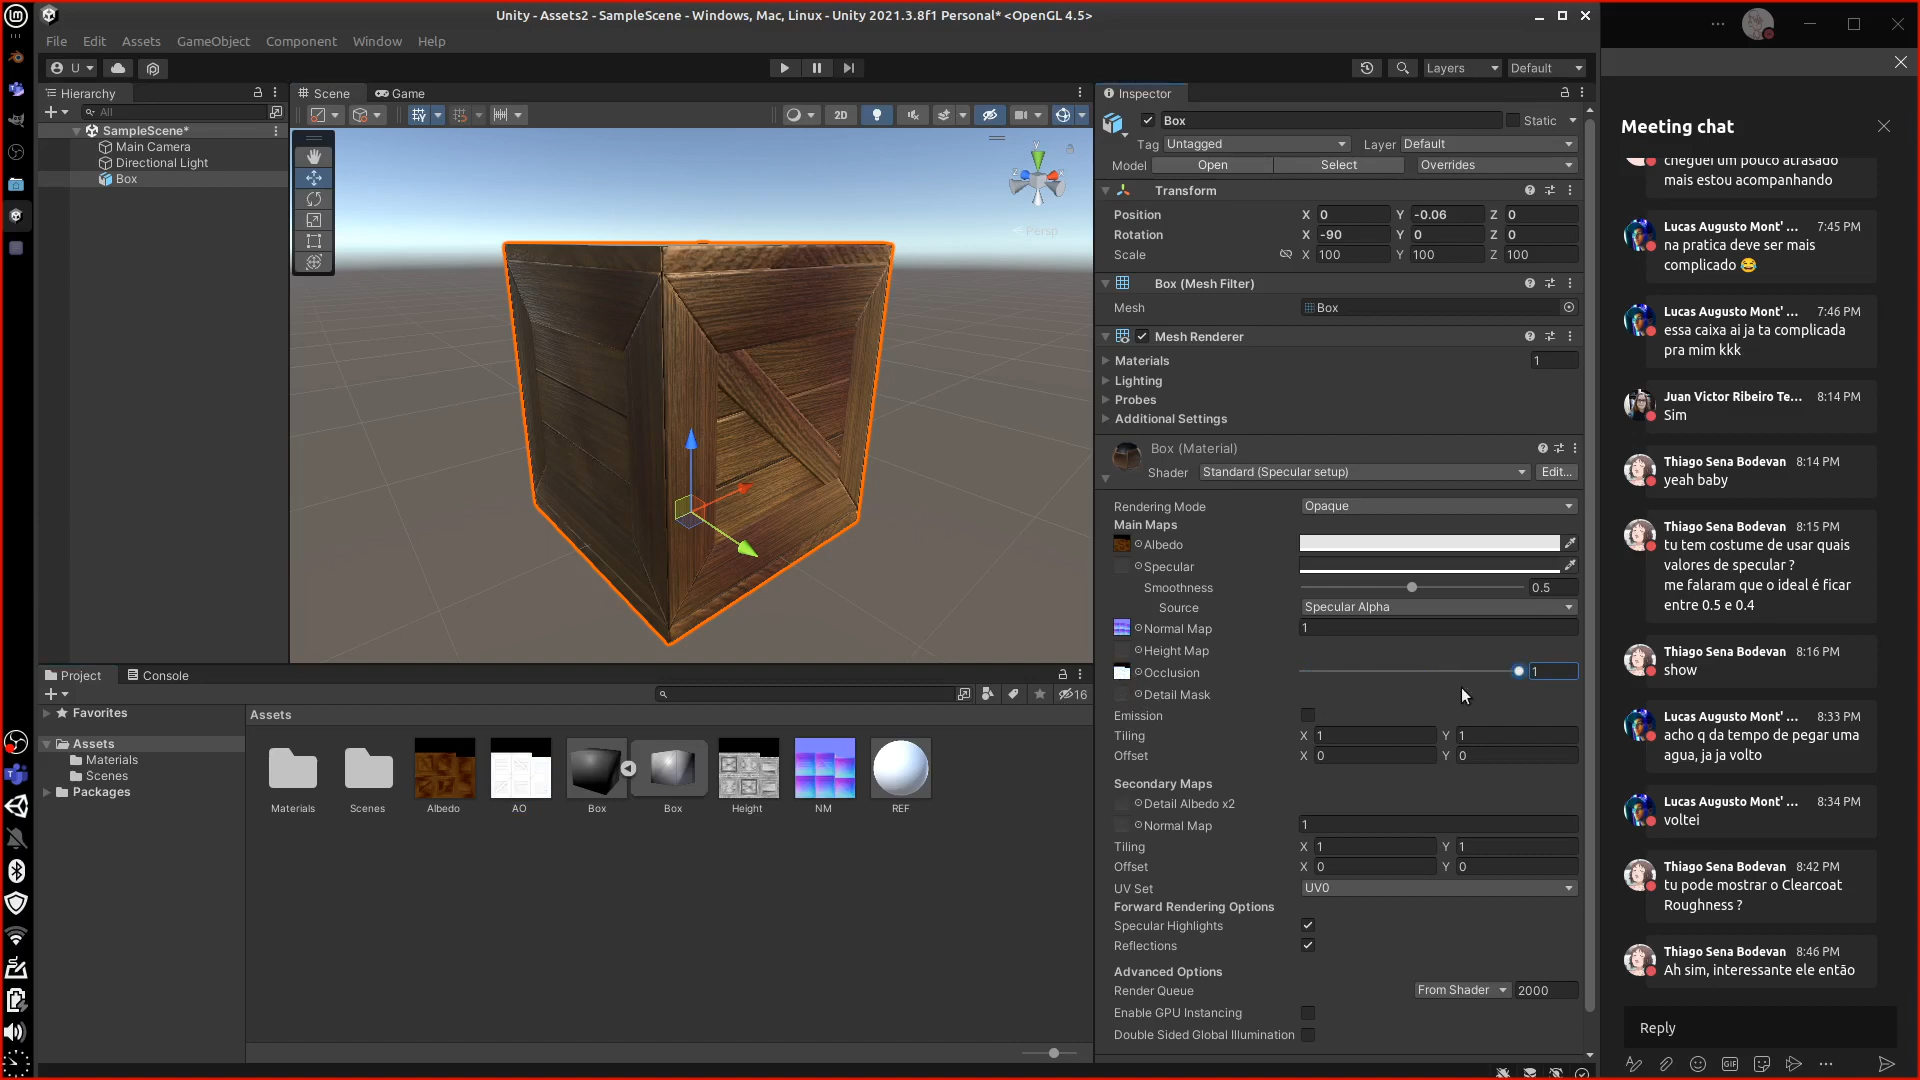 Unity - Assets2 - SampleScene - Windows, Mac, Linux - Unity 2021.3.8f1 Personal* <OpenGL 4.5>
File Edit Assets GameObject Component Window Help
U
Layers Default
Hierarchy
All
SampleScene*
Main Camera
Directional Light
Box
Scene Game
2D
y
x
z
Persp
Inspector
Box Static
Tag Untagged Layer Default
Model Open Select Overrides
Transform
Position X 0 Y -0.06 Z 0
Rotation X -90 Y 0 Z 0
Scale X 100 Y 100 Z 100
Box (Mesh Filter)
Mesh Box
Mesh Renderer
Materials 1
Lighting
Probes
Additional Settings
Box (Material)
Shader Standard (Specular setup) Edit...
Rendering Mode Opaque
Main Maps
Albedo
Specular
Smoothness 0.5
Source Specular Alpha
Normal Map 1
Height Map
Occlusion 1
Detail Mask
Emission
Tiling X 1 Y 1
Offset X 0 Y 0
Secondary Maps
Detail Albedo x2
Normal Map 1
Tiling X 1 Y 1
Offset X 0 Y 0
UV Set UV0
Forward Rendering Options
Specular Highlights
Reflections
Advanced Options
Render Queue From Shader 2000
Enable GPU Instancing
Double Sided Global Illumination
Project Console
16
Favorites
Assets
Materials
Scenes
Packages
Assets
Materials Scenes Albedo AO Box Box Height NM REF
Meeting chat
cheguei um pouco atrasado
mais estou acompanhando
Lucas Augusto Mont' ... 7:45 PM
na pratica deve ser mais
complicado 😂
Lucas Augusto Mont' ... 7:46 PM
essa caixa ai ja ta complicada
pra mim kkk
Juan Victor Ribeiro Te... 8:14 PM
Sim
Thiago Sena Bodevan 8:14 PM
yeah baby
Thiago Sena Bodevan 8:15 PM
tu tem costume de usar quais
valores de specular ?
me falaram que o ideal é ficar
entre 0.5 e 0.4
Thiago Sena Bodevan 8:16 PM
show
Lucas Augusto Mont' ... 8:33 PM
acho q da tempo de pegar uma
agua, ja ja volto
Lucas Augusto Mont' ... 8:34 PM
voltei
Thiago Sena Bodevan 8:42 PM
tu pode mostrar o Clearcoat
Roughness ?
Thiago Sena Bodevan 8:46 PM
Ah sim, interessante ele então
Reply
GIF